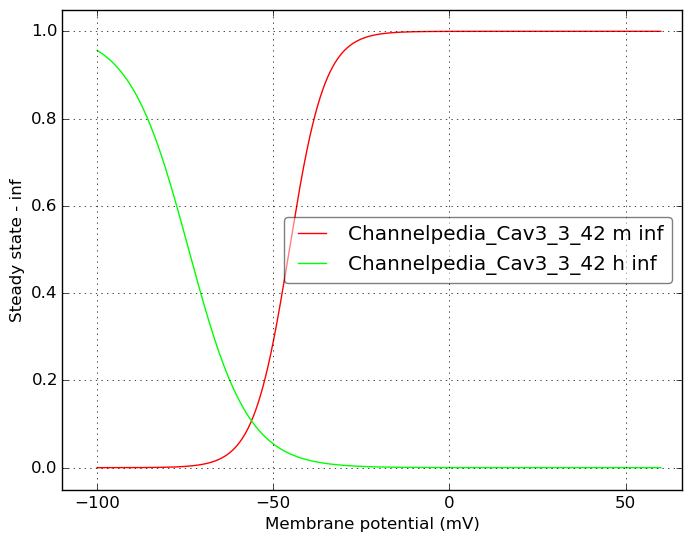 1.0
0.8
0.6
0.4
0.2
0.0
Steady state - inf
Channelpedia_Cav3_3_42 m inf
Channelpedia_Cav3_3_42 h inf
−100
−50
0
50
Membrane potential (mV)